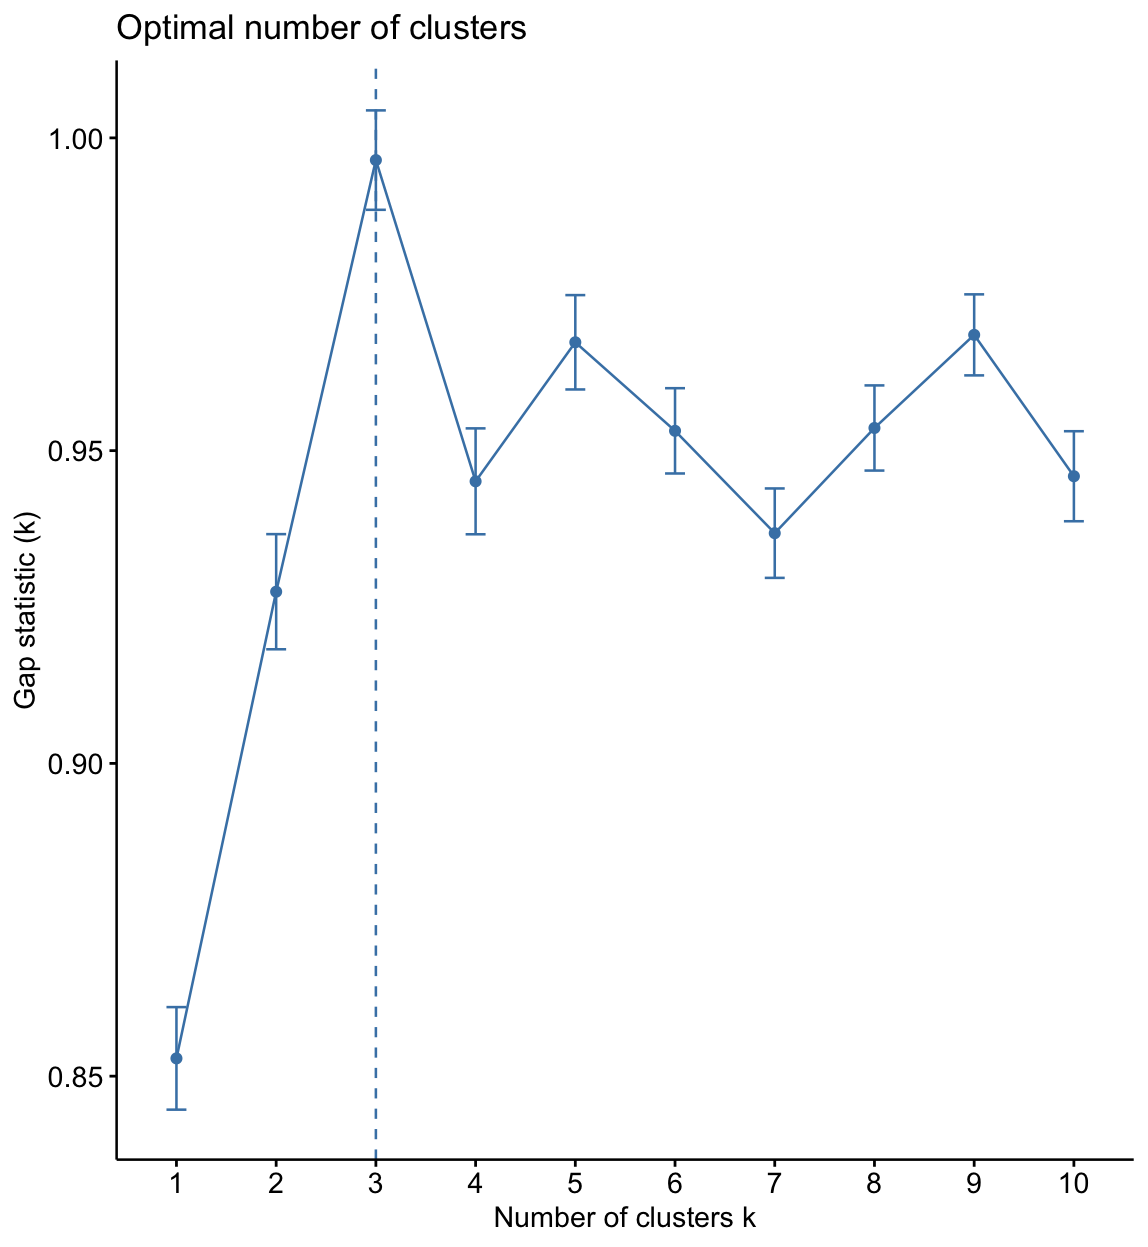 Optimal number of clusters
1.00
0.95
0.90
0.85
Gap statistic (k)
1 2 3 4 5 6 7 8 9 10
Number of clusters k